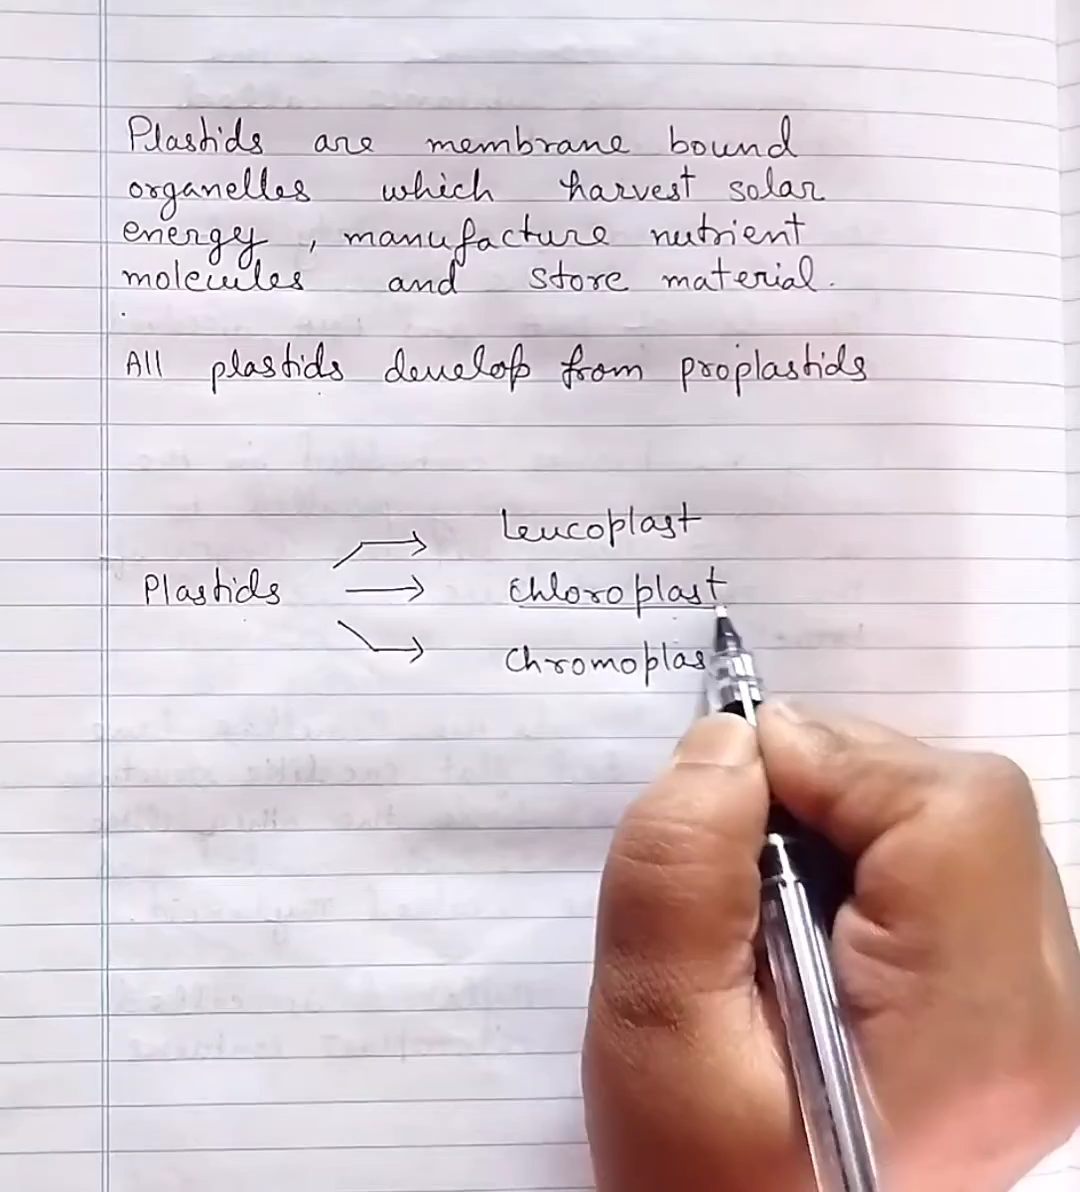 Plastids are membrane bound
organelles which harvest solar
energy, manufacture nutrient
molecules and store material.
All plastids develop from proplastids
Leucoplast
Plastids
chloroplast
Chromoplas